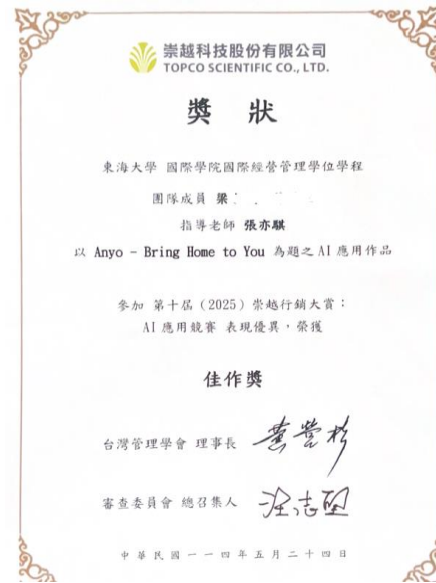 崇越科技股份有限公司
TOPCO SCIENTIFIC CO., LTD.
獎 狀
東海大學 國際學院國際經營管理學位學程
團隊成員 梁
指導老師 張亦騏
以 Anyo - Bring Home to You 為題之 AI 應用作品
參加 第十屆（2025）崇越行銷大賞：
AI 應用競賽 表現優異，榮獲
佳作獎
台灣管理學會 理事長
審查委員會 總召集人
中華民國一一四年五月二十四日